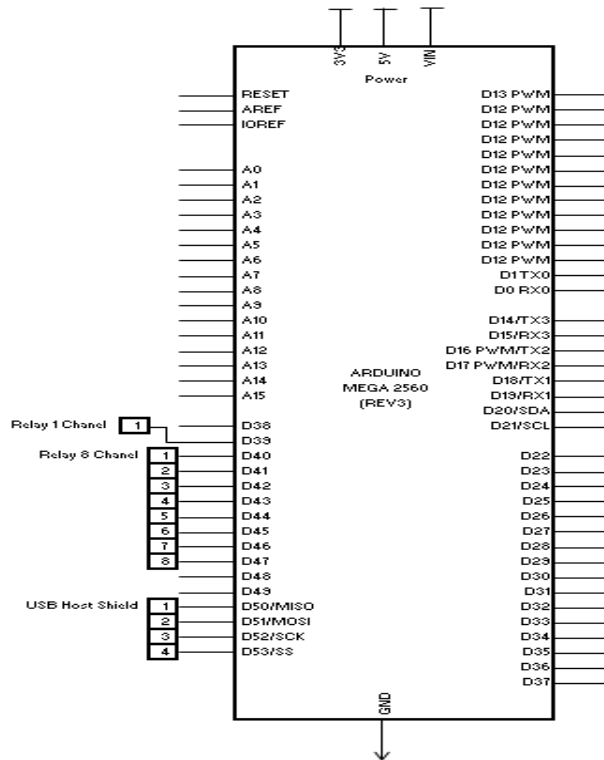 3V3
5V
VIN
Power
RESET
AREF
IOREF
A0
A1
A2
A3
A4
A5
A6
A7
A8
A9
A10
A11
A12
A13
A14
A15
Relay 1 Chanel 1
D38
D39
Relay 8 Chanel
1 D40
2 D41
3 D42
4 D43
5 D44
6 D45
7 D46
8 D47
D48
D49
USB Host Shield
1 D50/MISO
2 D51/MOSI
3 D52/SCK
4 D53/SS
ARDUINO
MEGA 2560
(REV3)
D13 PWM
D12 PWM
D12 PWM
D12 PWM
D12 PWM
D12 PWM
D12 PWM
D12 PWM
D12 PWM
D12 PWM
D12 PWM
D12 PWM
D1 TX0
D0 RX0
D14/TX3
D15/RX3
D16 PWM/TX2
D17 PWM/RX2
D18/TX1
D19/RX1
D20/SDA
D21/SCL
D22
D23
D24
D25
D26
D27
D28
D29
D30
D31
D32
D33
D34
D35
D36
D37
GND